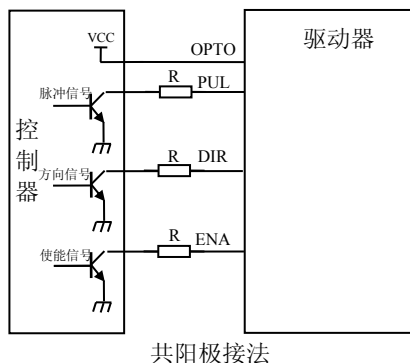 VCC
OPTO
驱动器
R
PUL
脉冲信号
控制器
R
DIR
方向信号
R
ENA
使能信号
共阳极接法